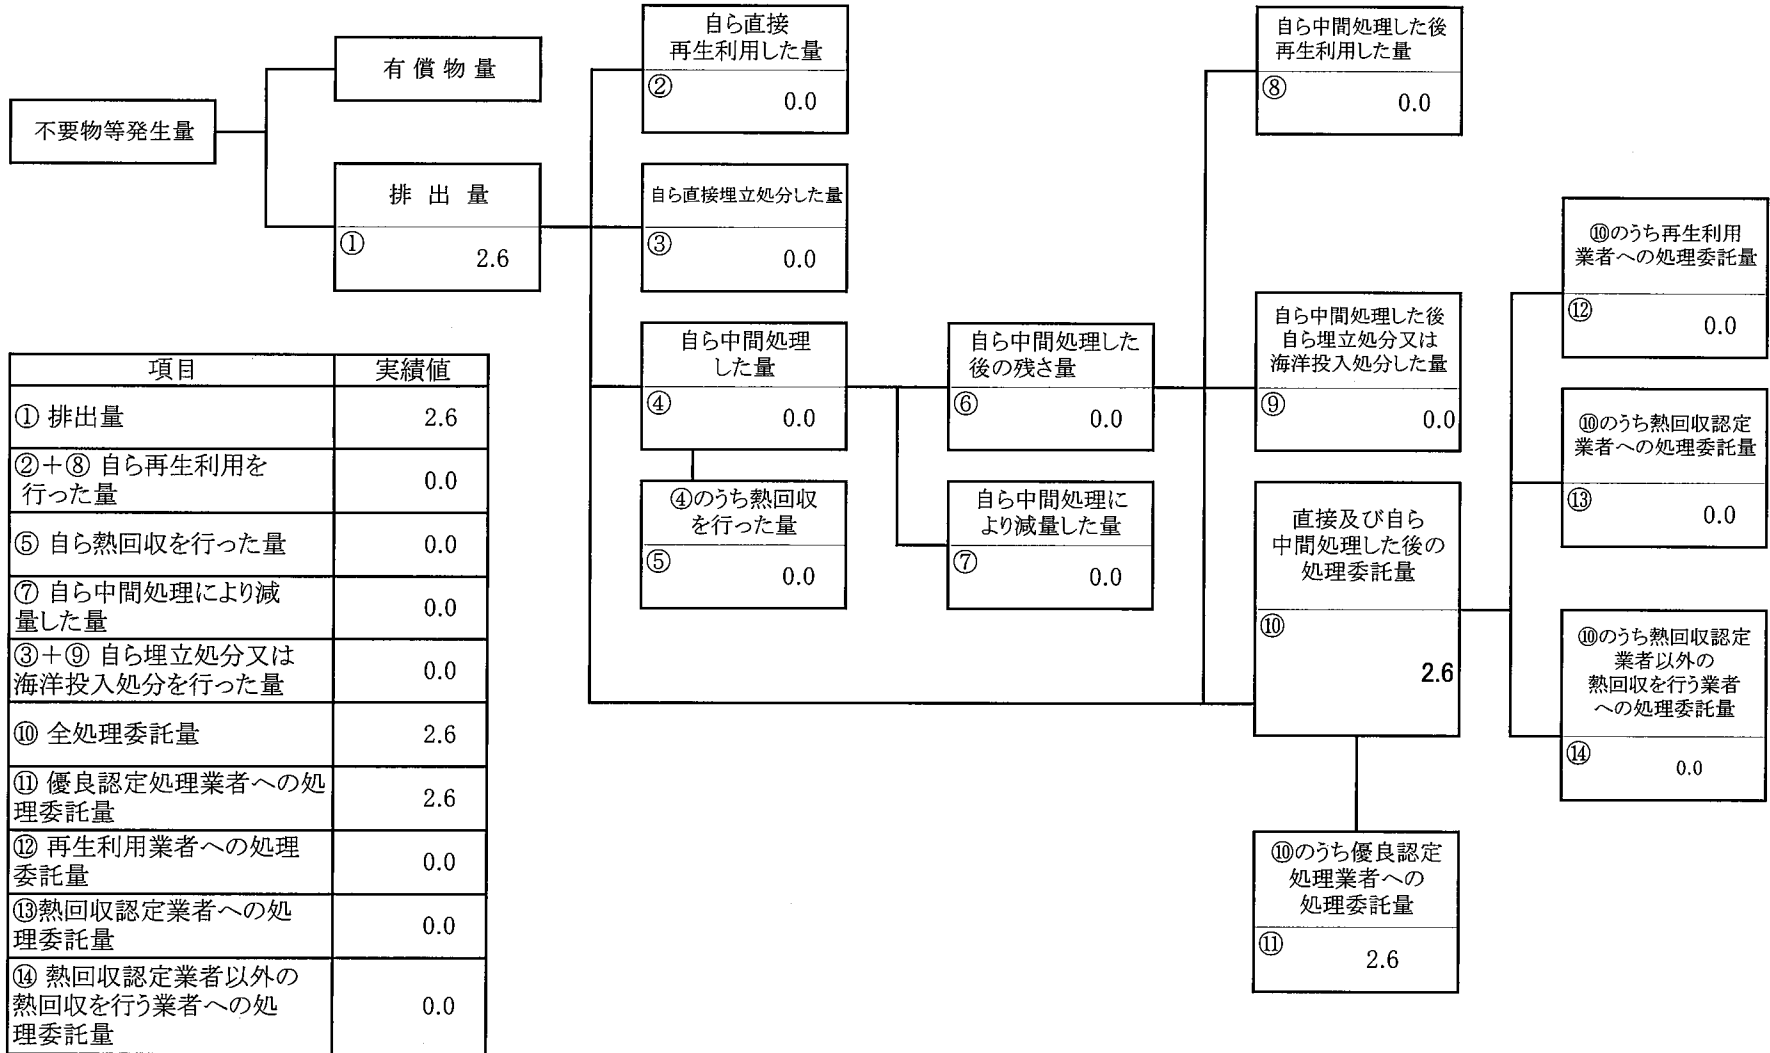 不要物等発生量
有償物量
排出量
① 2.6
自ら直接
再生利用した量
② 0.0
自ら直接埋立処分した量
③ 0.0
自ら中間処理
した量
④ 0.0
④のうち熱回収
を行った量
⑤ 0.0
自ら中間処理した
後の残さ量
⑥ 0.0
自ら中間処理に
より減量した量
⑦ 0.0
自ら中間処理した後
再生利用した量
⑧ 0.0
自ら中間処理した後
自ら埋立処分又は
海洋投入処分した量
⑨ 0.0
直接及び自ら
中間処理した後の
処理委託量
⑩
2.6
⑩のうち優良認定
処理業者への
処理委託量
⑪ 2.6
⑩のうち再生利用
業者への処理委託量
⑫ 0.0
⑩のうち熱回収認定
業者への処理委託量
⑬ 0.0
⑩のうち熱回収認定
業者以外の
熱回収を行う業者
への処理委託量
⑭ 0.0
項目 実績値
① 排出量 2.6
②+⑧ 自ら再生利用を
行った量 0.0
⑤ 自ら熱回収を行った量 0.0
⑦ 自ら中間処理により減
量した量 0.0
③+⑨ 自ら埋立処分又は
海洋投入処分を行った量 0.0
⑩ 全処理委託量 2.6
⑪ 優良認定処理業者への処
理委託量 2.6
⑫ 再生利用業者への処理
委託量 0.0
⑬熱回収認定業者への処
理委託量 0.0
⑭ 熱回収認定業者以外の
熱回収を行う業者への処
理委託量 0.0